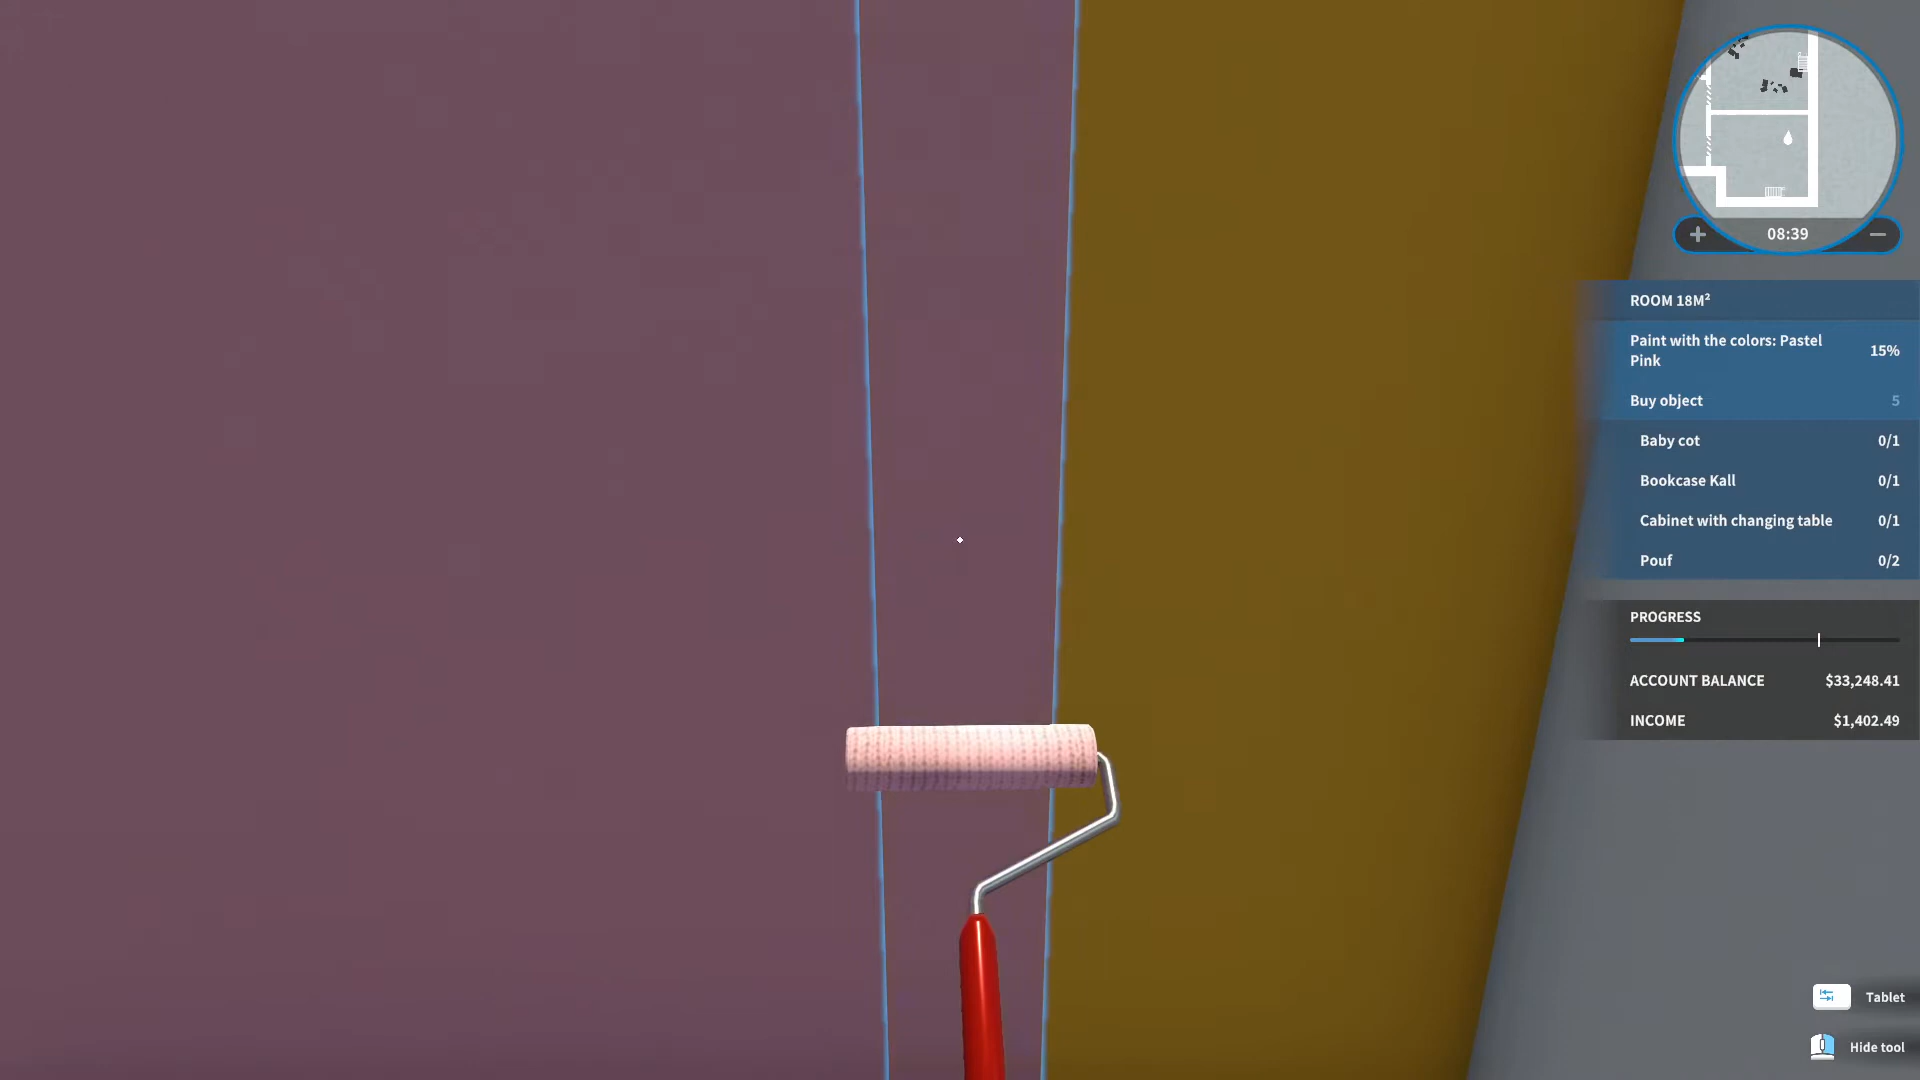 08:39
ROOM 18M²
Paint with the colors: Pastel
Pink
15%
Buy object 5
Baby cot 0/1
Bookcase Kall 0/1
Cabinet with changing table 0/1
Pouf 0/2
PROGRESS
ACCOUNT BALANCE $33,248.41
INCOME $1,402.49
Tablet
Hide tool